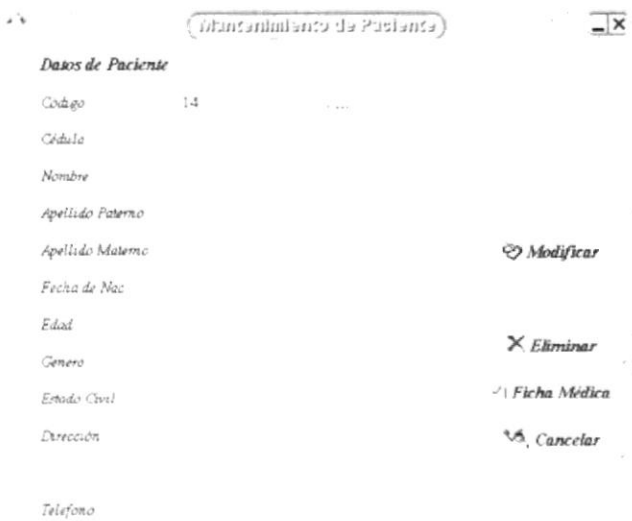 Mantenimiento de Paciente
Datos de Paciente
Codigo 14 ...
Cédula
Nombre
Apellido Paterno
Apellido Materno
Modificar
Fecha de Nac
Edad
Eliminar
Genero
Estado Civil
Ficha Médica
Dirección
Cancelar
Telefono